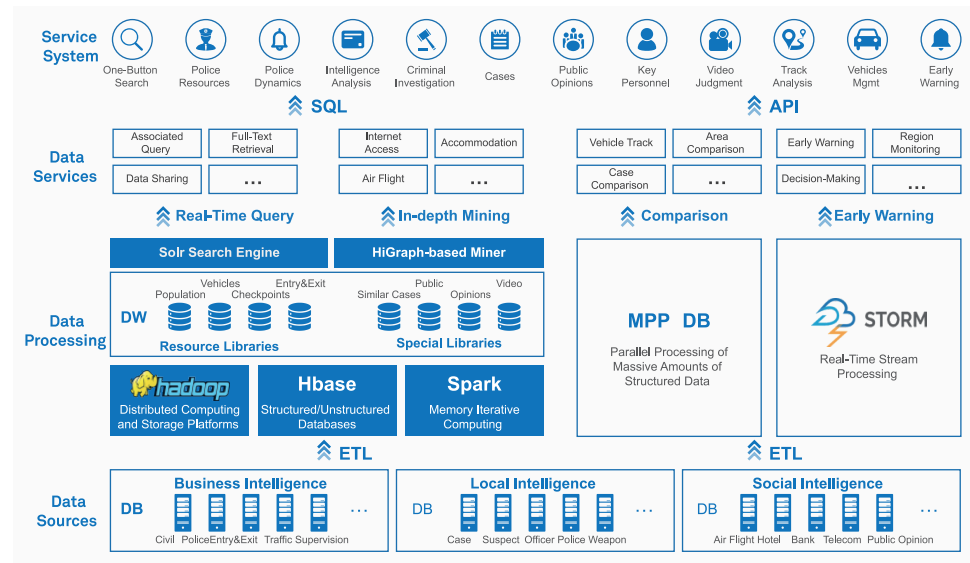 Service
System
One-Button
Search
Police
Resources
Police
Dynamics
Intelligence
Analysis
Criminal
Investigation
Cases
Public
Opinions
Key
Personnel
Video
Judgment
Track
Analysis
Vehicles
Mgmt
Early
Warning
SQL
API
Data
Services
Associated
Query
Full-Text
Retrieval
Data Sharing
...
Internet
Access
Accommodation
Air Flight
...
Vehicle Track
Area
Comparison
Case
Comparison
...
Early Warning
Region
Monitoring
Decision-Making
...
Real-Time Query
In-depth Mining
Comparison
Early Warning
Data
Processing
Solr Search Engine
HiGraph-based Miner
DW
Population
Vehicles
Checkpoints
Entry&Exit
Resource Libraries
Similar Cases
Public
Opinions
Video
Special Libraries
hadoop
Distributed Computing
and Storage Platforms
Hbase
Structured/Unstructured
Databases
Spark
Memory Iterative
Computing
MPP DB
Parallel Processing of
Massive Amounts of
Structured Data
STORM
Real-Time Stream
Processing
ETL
ETL
Data
Sources
Business Intelligence
DB
...
Civil PoliceEntry&Exit Traffic Supervision
Local Intelligence
DB
...
Case Suspect Officer Police Weapon
Social Intelligence
DB
...
Air Flight Hotel Bank Telecom Public Opinion